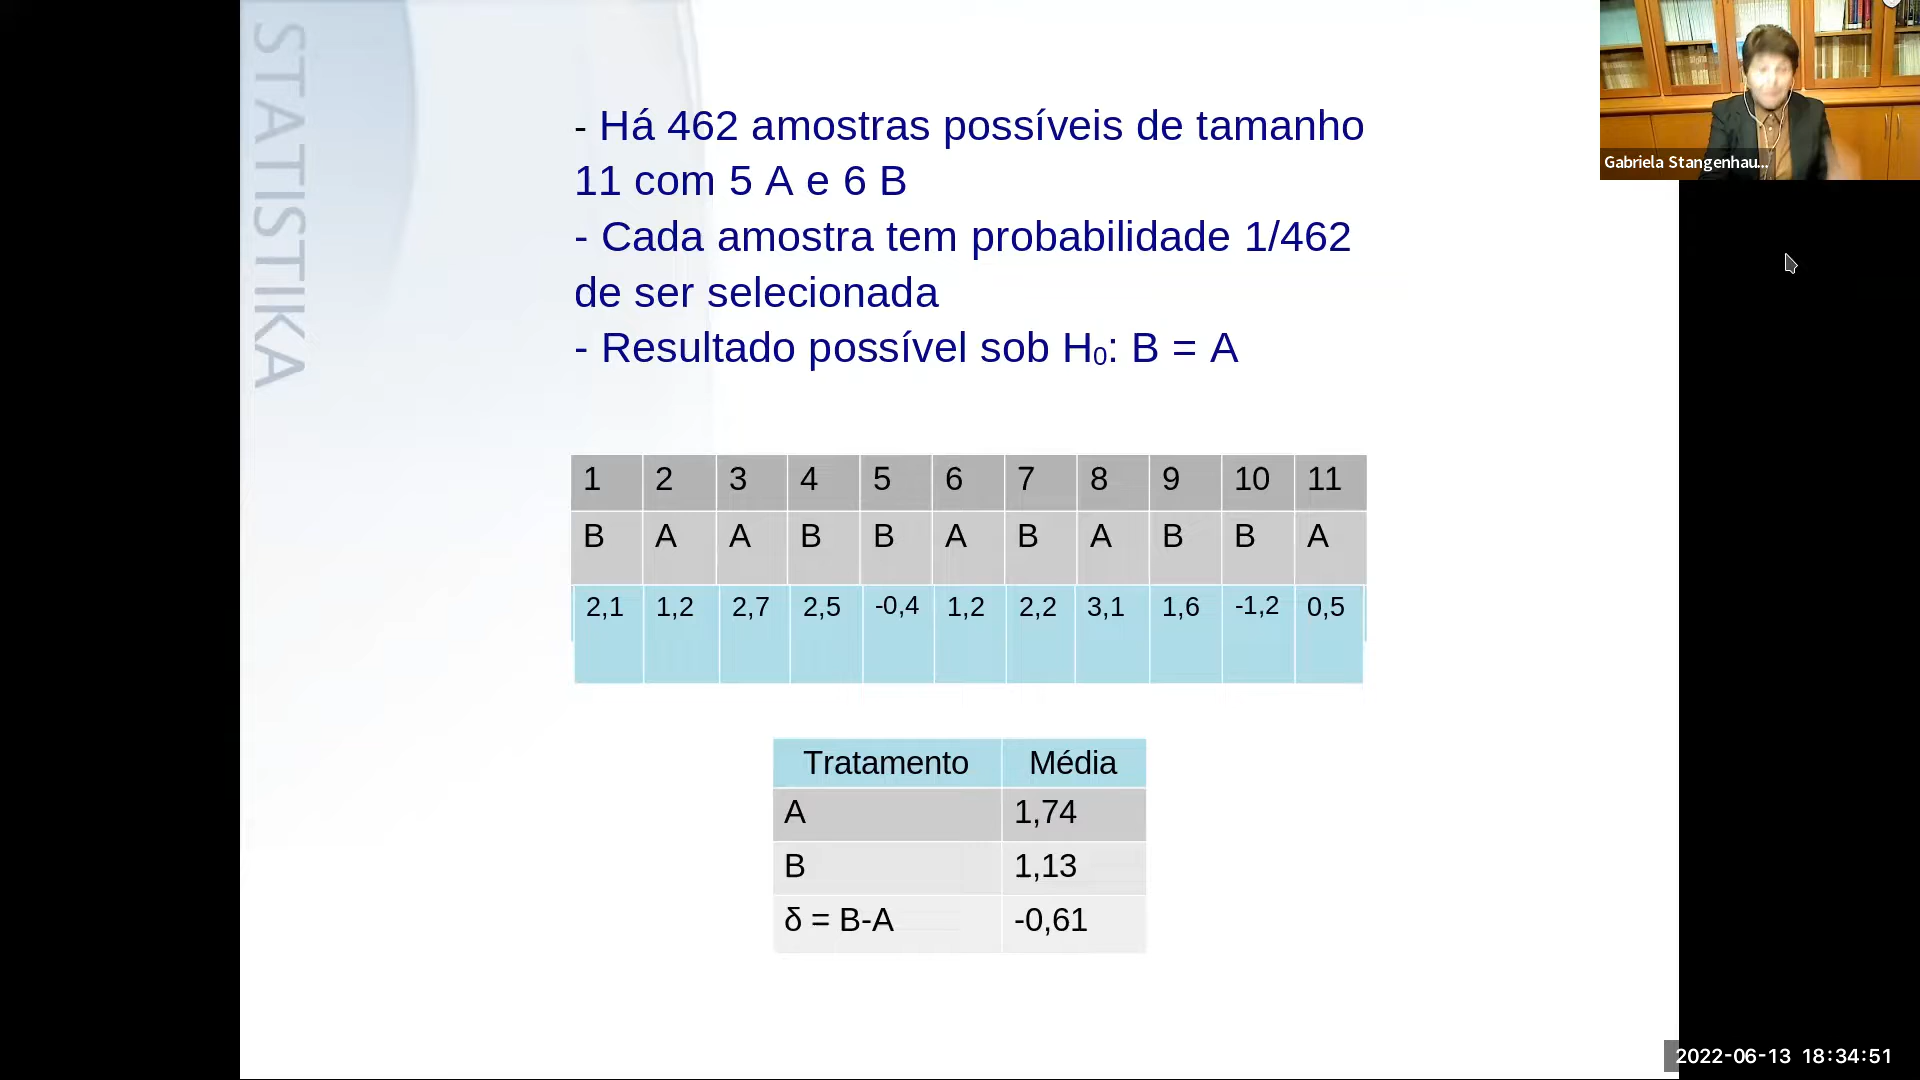 STATISTIKA
- Há 462 amostras possíveis de tamanho
11 com 5 A e 6 B
- Cada amostra tem probabilidade 1/462
de ser selecionada
- Resultado possível sob H₀: B = A
1 2 3 4 5 6 7 8 9 10 11
B A A B B A B A B B A
2,1 1,2 2,7 2,5 -0,4 1,2 2,2 3,1 1,6 -1,2 0,5
Tratamento Média
A 1,74
B 1,13
δ = B-A -0,61
Gabriela Stangenhau...
2022-06-13 18:34:51